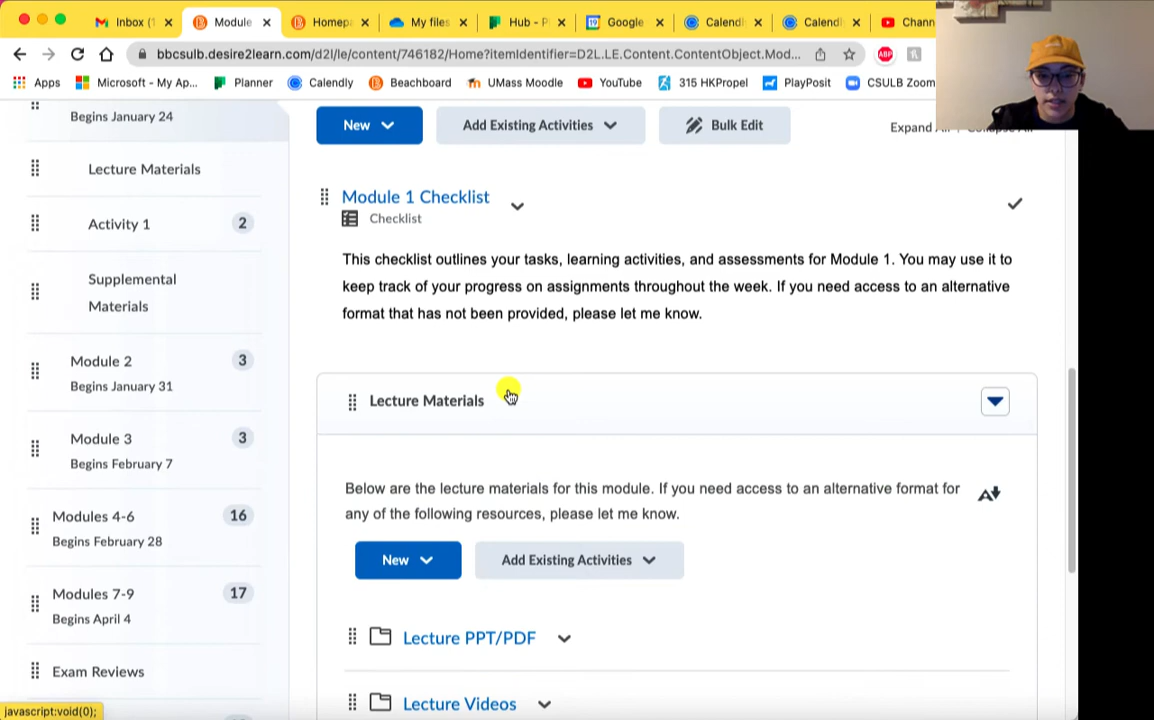 Inbox (1
Module
Homepa
My files
Hub - P
Google
Calendl
Calendl
Chann
bbcsulb.desire2learn.com/d2l/le/content/746182/Home?itemIdentifier=D2L.LE.Content.ContentObject.Mod...
ABP
Apps
Microsoft - My Ap...
Planner
Calendly
Beachboard
UMass Moodle
YouTube
315 HKPropel
PlayPosit
CSULB Zoom
Begins January 24
Lecture Materials
Activity 1
2
Supplemental
Materials
Module 2
3
Begins January 31
Module 3
3
Begins February 7
Modules 4-6
16
Begins February 28
Modules 7-9
17
Begins April 4
Exam Reviews
javascript:void(0);
New
Add Existing Activities
Bulk Edit
Expand
Module 1 Checklist
Checklist
This checklist outlines your tasks, learning activities, and assessments for Module 1. You may use it to
keep track of your progress on assignments throughout the week. If you need access to an alternative
format that has not been provided, please let me know.
Lecture Materials
Below are the lecture materials for this module. If you need access to an alternative format for
any of the following resources, please let me know.
New
Add Existing Activities
Lecture PPT/PDF
Lecture Videos